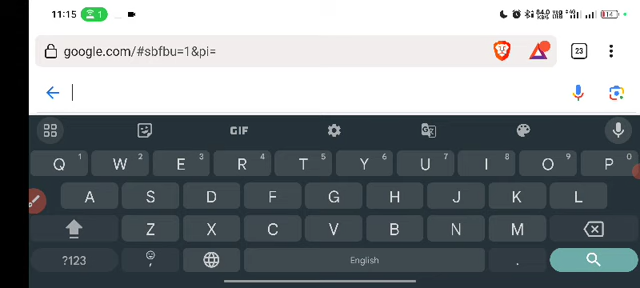 11:15 1
google.com/#sbfbu=1&pi= 23
GIF
Q 1 W 2 E 3 R 4 T 5 Y 6 U 7 I 8 O 9 P 0
A S D F G H J K L
Z X C V B N M
?123 , English .